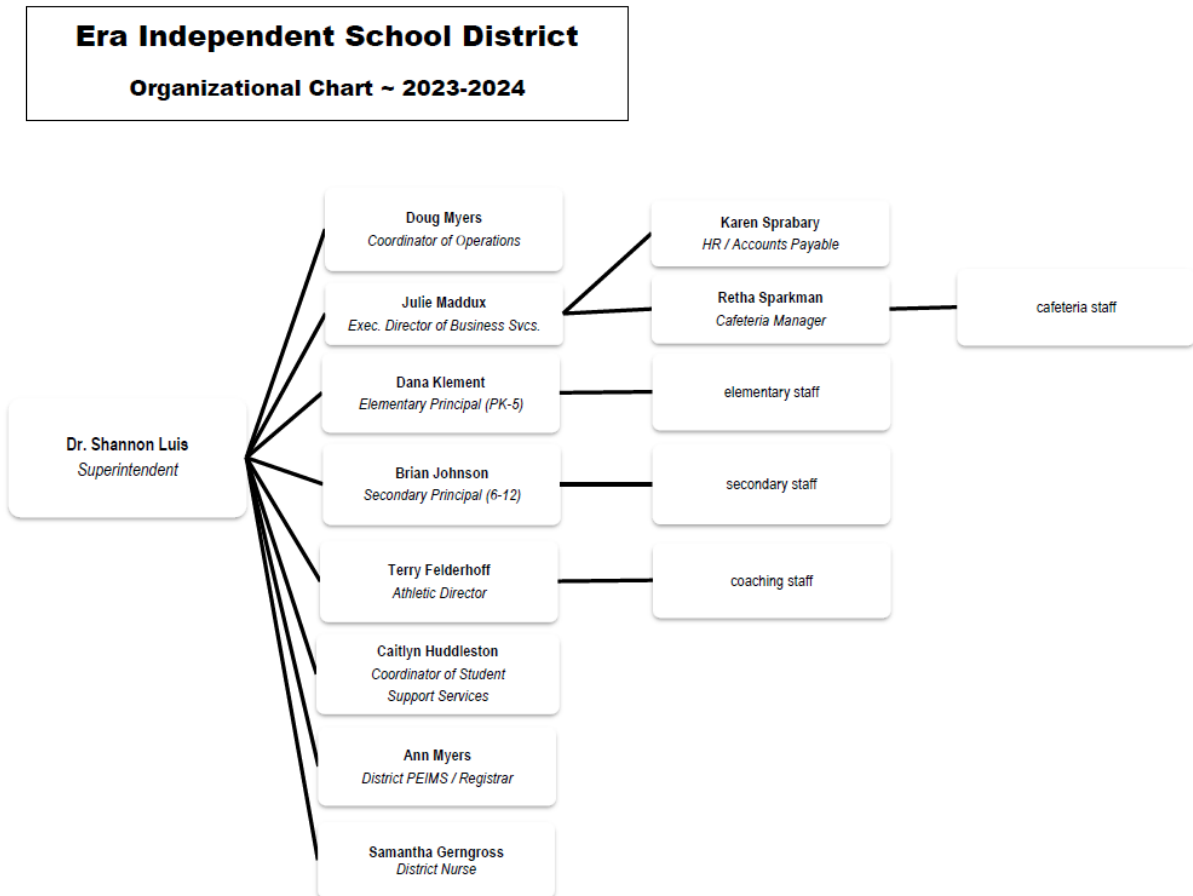 Era Independent School District
Organizational Chart ~ 2023-2024
Doug Myers
Coordinator of Operations
Karen Sprabary
HR / Accounts Payable
Julie Maddux
Exec. Director of Business Svcs.
Retha Sparkman
Cafeteria Manager
cafeteria staff
Dana Klement
Elementary Principal (PK-5)
elementary staff
Dr. Shannon Luis
Superintendent
Brian Johnson
Secondary Principal (6-12)
secondary staff
Terry Felderhoff
Athletic Director
coaching staff
Caitlyn Huddleston
Coordinator of Student
Support Services
Ann Myers
District PEIMS / Registrar
Samantha Gerngross
District Nurse